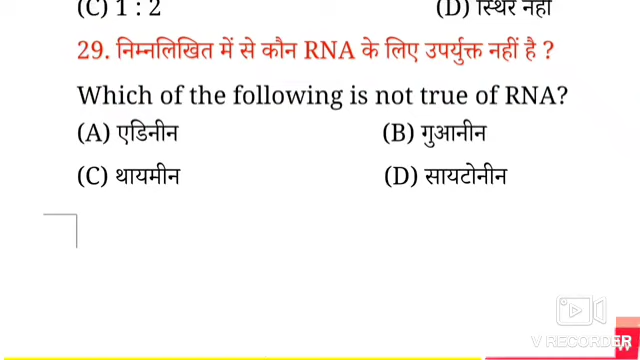 (C) 1 : 2 (D) स्थिर नहीं
29. निम्नलिखित में से कौन RNA के लिए उपर्युक्त नहीं है ?
Which of the following is not true of RNA?
(A) एडिनीन (B) गुआनीन
(C) थायमीन (D) सायटोनीन
V RECORDER
W